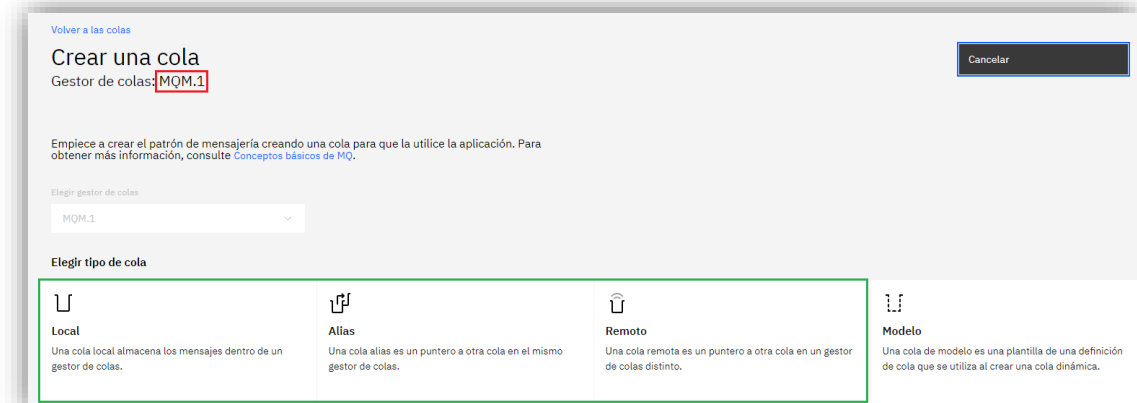 Volver a las colas
Crear una cola
Cancelar
Gestor de colas: MQM.1
Empiece a crear el patrón de mensajería creando una cola para que la utilice la aplicación. Para
obtener más información, consulte Conceptos básicos de MQ.
Elegir gestor de colas
MQM.1
Elegir tipo de cola
Local
Una cola local almacena los mensajes dentro de un
gestor de colas.
Alias
Una cola alias es un puntero a otra cola en el mismo
gestor de colas.
Remoto
Una cola remota es un puntero a otra cola en un gestor
de colas distinto.
Modelo
Una cola de modelo es una plantilla de una definición
de cola que se utiliza al crear una cola dinámica.